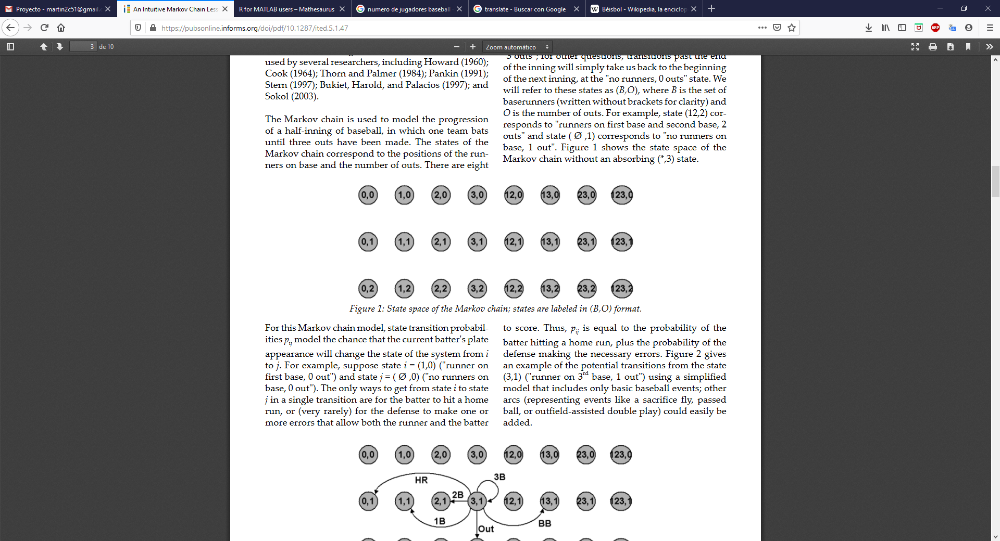 Proyecto - martin2c51@gmail.
An Intuitive Markov Chain Less
R for MATLAB users – Mathesaurus
numero de jugadores baseball
translate - Buscar con Google
Béisbol - Wikipedia, la enciclop
https://pubsonline.informs.org/doi/pdf/10.1287/ited.5.1.47
ABP
3 de 10
Zoom automático
used by several researchers, including Howard (1960);
Cook (1964); Thorn and Palmer (1984); Pankin (1991);
Stern (1997); Bukiet, Harold, and Palacios (1997); and
Sokol (2003).
The Markov chain is used to model the progression
of a half-inning of baseball, in which one team bats
until three outs have been made. The states of the
Markov chain correspond to the positions of the run-
ners on base and the number of outs. There are eight
"3 outs"; for other questions, transitions past the end
of the inning will simply take us back to the beginning
of the next inning, at the "no runners, 0 outs" state. We
will refer to these states as (B,O), where B is the set of
baserunners (written without brackets for clarity) and
O is the number of outs. For example, state (12,2) cor-
responds to "runners on first base and second base, 2
outs" and state ( Ø ,1) corresponds to "no runners on
base, 1 out". Figure 1 shows the state space of the
Markov chain without an absorbing (*,3) state.
0,0 1,0 2,0 3,0 12,0 13,0 23,0 123,0
0,1 1,1 2,1 3,1 12,1 13,1 23,1 123,1
0,2 1,2 2,2 3,2 12,2 13,2 23,2 123,2
Figure 1: State space of the Markov chain; states are labeled in (B,O) format.
For this Markov chain model, state transition probabil-
ities pij model the chance that the current batter's plate
appearance will change the state of the system from i
to j. For example, suppose state i = (1,0) ("runner on
first base, 0 out") and state j = ( Ø ,0) ("no runners on
base, 0 out"). The only ways to get from state i to state
j in a single transition are for the batter to hit a home
run, or (very rarely) for the defense to make one or
more errors that allow both the runner and the batter
to score. Thus, pij is equal to the probability of the
batter hitting a home run, plus the probability of the
defense making the necessary errors. Figure 2 gives
an example of the potential transitions from the state
(3,1) ("runner on 3rd base, 1 out") using a simplified
model that includes only basic baseball events; other
arcs (representing events like a sacrifice fly, passed
ball, or outfield-assisted double play) could easily be
added.
0,0 1,0 2,0 3,0 12,0 13,0 23,0 123,0
HR 3B
2B
0,1 1,1 2,1 3,1 12,1 13,1 23,1 123,1
1B BB
Out